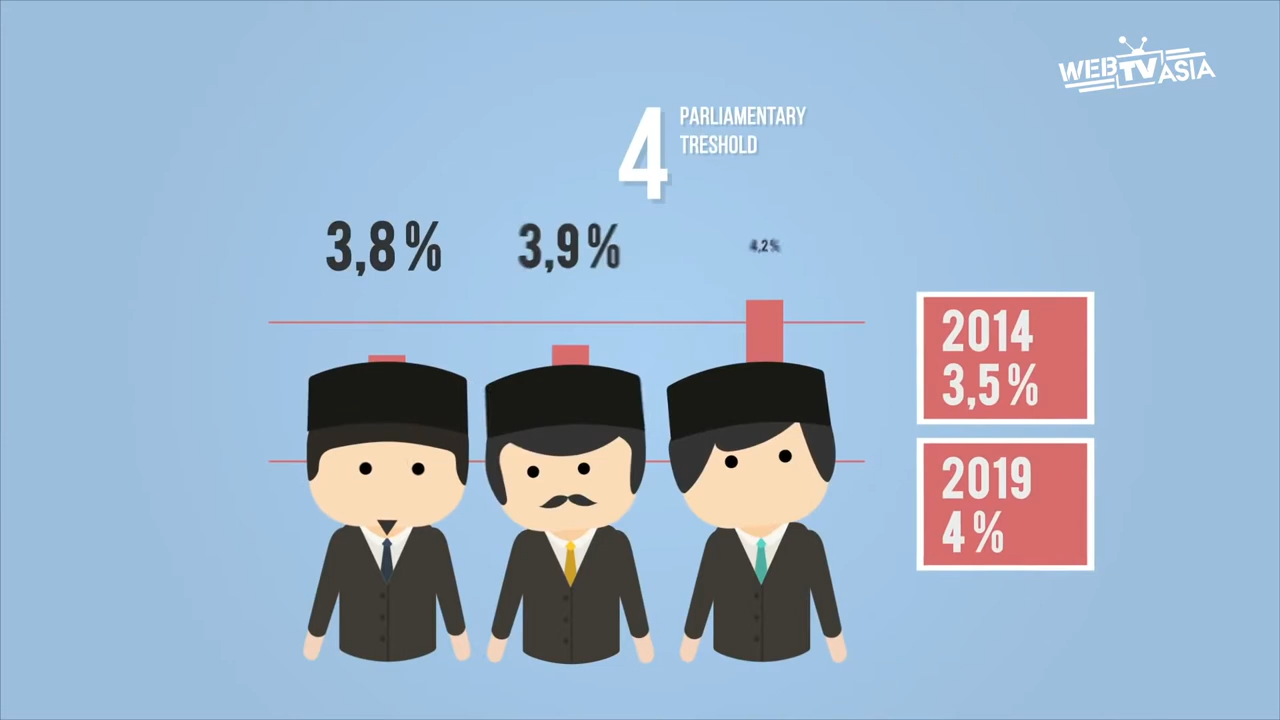 WEBTVASIA
4
PARLIAMENTARY
TRESHOLD
3,8%
3,9%
4,2%
2014
3,5%
2019
4%